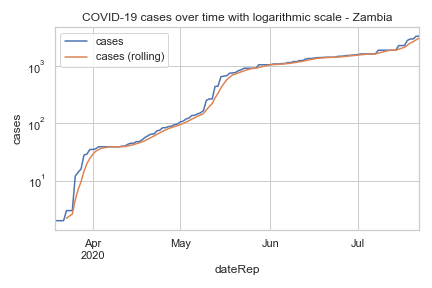 COVID-19 cases over time with logarithmic scale - Zambia
cases
cases (rolling)
10³
10²
10¹
cases
Apr
2020
May
Jun
Jul
dateRep